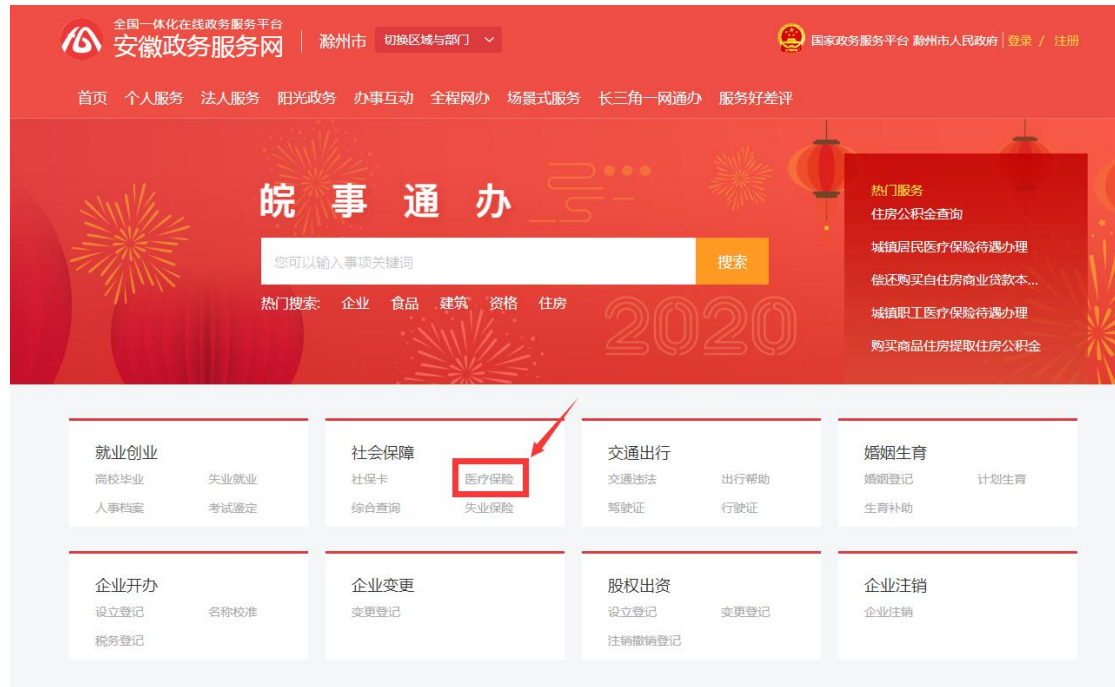 全国一体化在线政务服务平台
安徽政务服务网
滁州市 切换区域与部门
国家政务服务平台 滁州市人民政府 登录 / 注册
首页 个人服务 法人服务 阳光政务 办事互动 全程网办 场景式服务 长三角一网通办 服务好差评
皖事通办
您可以输入事项关键词 搜索
热门搜索: 企业 食品 建筑 资格 住房
2020
热门服务
住房公积金查询
城镇居民医疗保险待遇办理
偿还购买自住房商业贷款本...
城镇职工医疗保险待遇办理
购买商品住房提取住房公积金
就业创业
高校毕业 失业就业
人事档案 考试鉴定
社会保障
社保卡 医疗保险
综合查询 失业保险
交通出行
交通违法 出行帮助
驾驶证 行驶证
婚姻生育
婚姻登记 计划生育
生育补助
企业开办
设立登记 名称校准
税务登记
企业变更
变更登记
股权出资
设立登记 变更登记
注销撤销登记
企业注销
企业注销